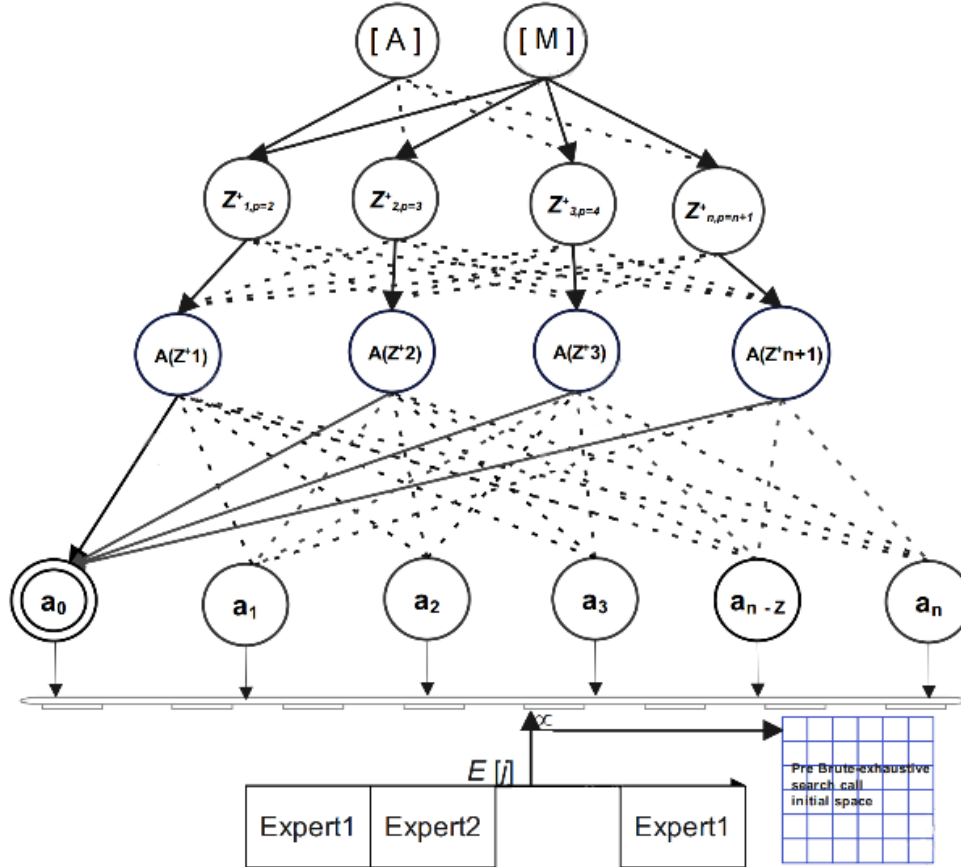 [ A ]
[ M ]
Z⁺1,p=2
Z⁺2,p=3
Z⁺3,p=4
Z⁺n,p=n+1
A(Z⁺1)
A(Z⁺2)
A(Z⁺3)
A(Z⁺n+1)
a₀
a₁
a₂
a₃
aₙ - z
aₙ
∝
E [j]
Pre Brute-exhaustive
search call
initial space
Expert1
Expert2
Expert1